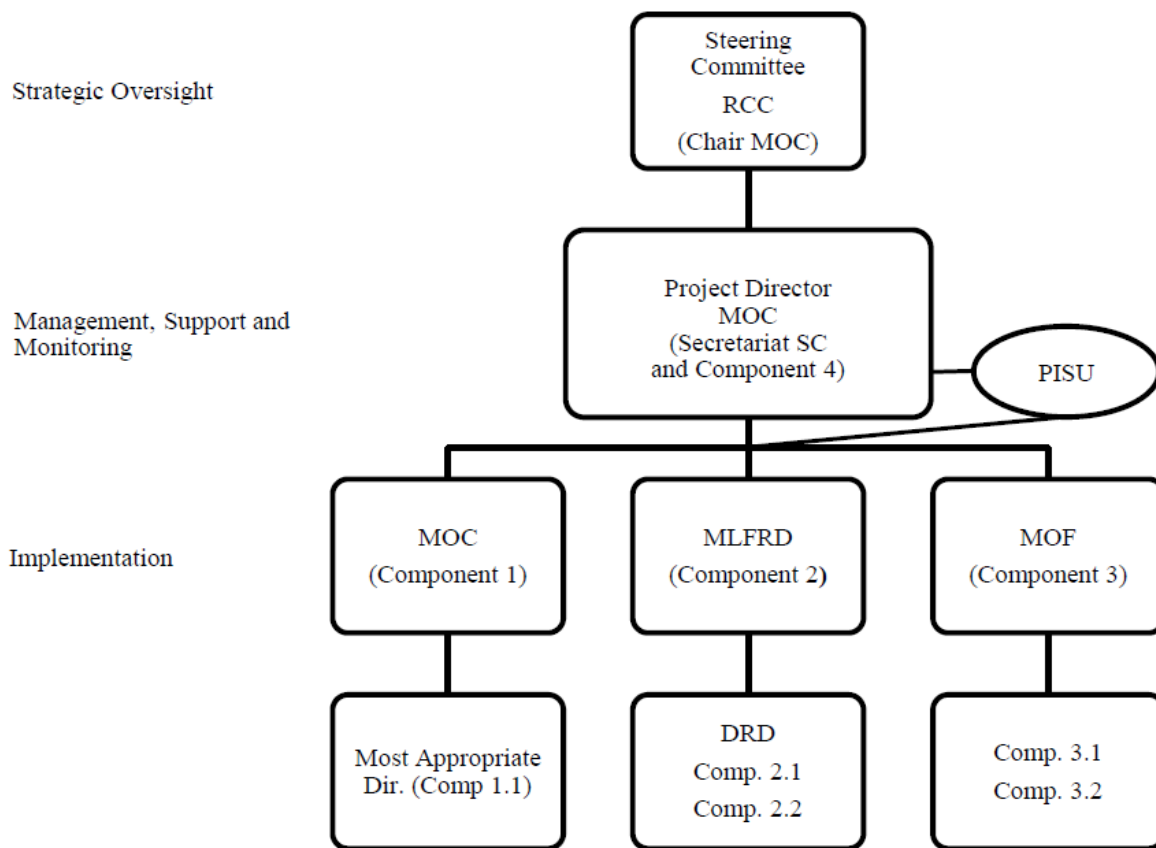 Strategic Oversight
Steering
Committee
RCC
(Chair MOC)
Management, Support and
Monitoring
Project Director
MOC
(Secretariat SC
and Component 4)
PISU
Implementation
MOC
(Component 1)
MLFRD
(Component 2)
MOF
(Component 3)
Most Appropriate
Dir. (Comp 1.1)
DRD
Comp. 2.1
Comp. 2.2
Comp. 3.1
Comp. 3.2